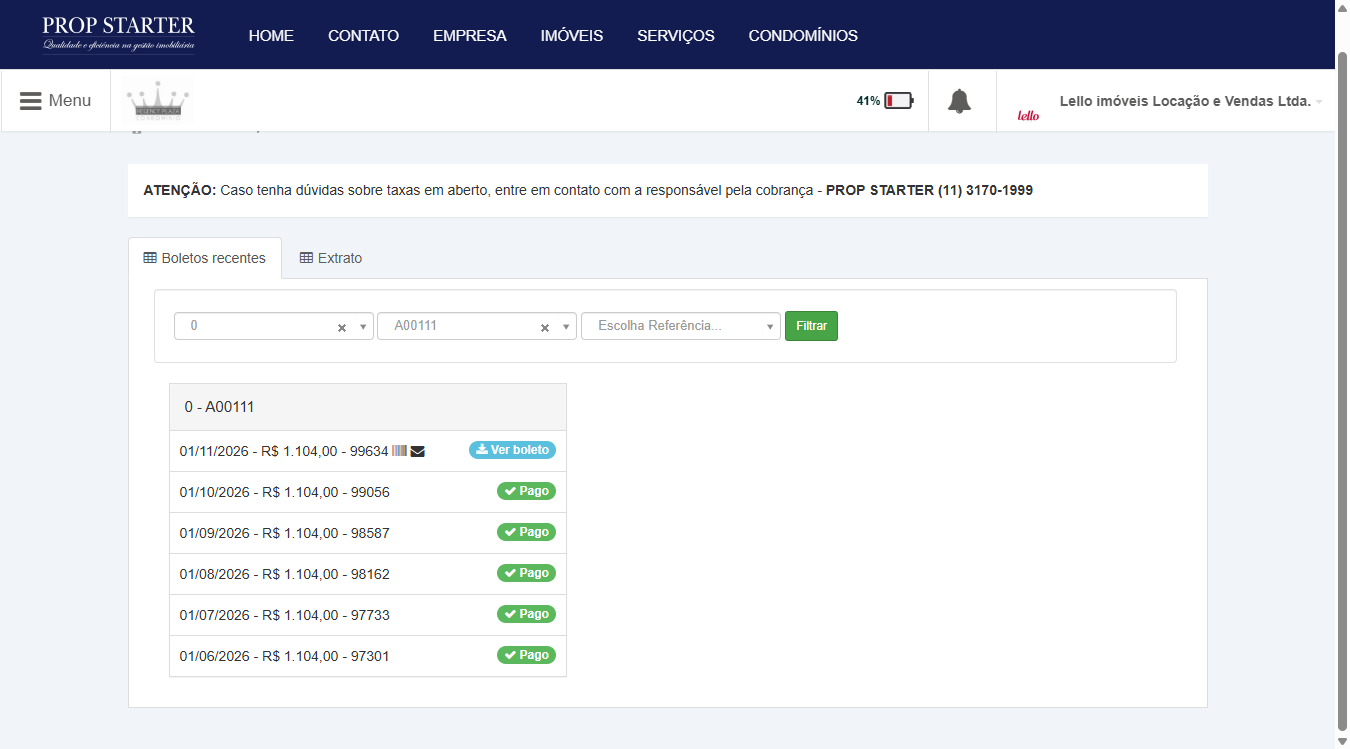 PROP STARTER
Qualidade e eficiência na gestão imobiliária
HOME CONTATO EMPRESA IMÓVEIS SERVIÇOS CONDOMÍNIOS
Menu
CONDOMÍNIO
41%
lello
Lello imóveis Locação e Vendas Ltda.
ATENÇÃO: Caso tenha dúvidas sobre taxas em aberto, entre em contato com a responsável pela cobrança - PROP STARTER (11) 3170-1999
Boletos recentes Extrato
0 A00111 Escolha Referência... Filtrar
0 - A00111
01/11/2026 - R$ 1.104,00 - 99634 Ver boleto
01/10/2026 - R$ 1.104,00 - 99056 Pago
01/09/2026 - R$ 1.104,00 - 98587 Pago
01/08/2026 - R$ 1.104,00 - 98162 Pago
01/07/2026 - R$ 1.104,00 - 97733 Pago
01/06/2026 - R$ 1.104,00 - 97301 Pago